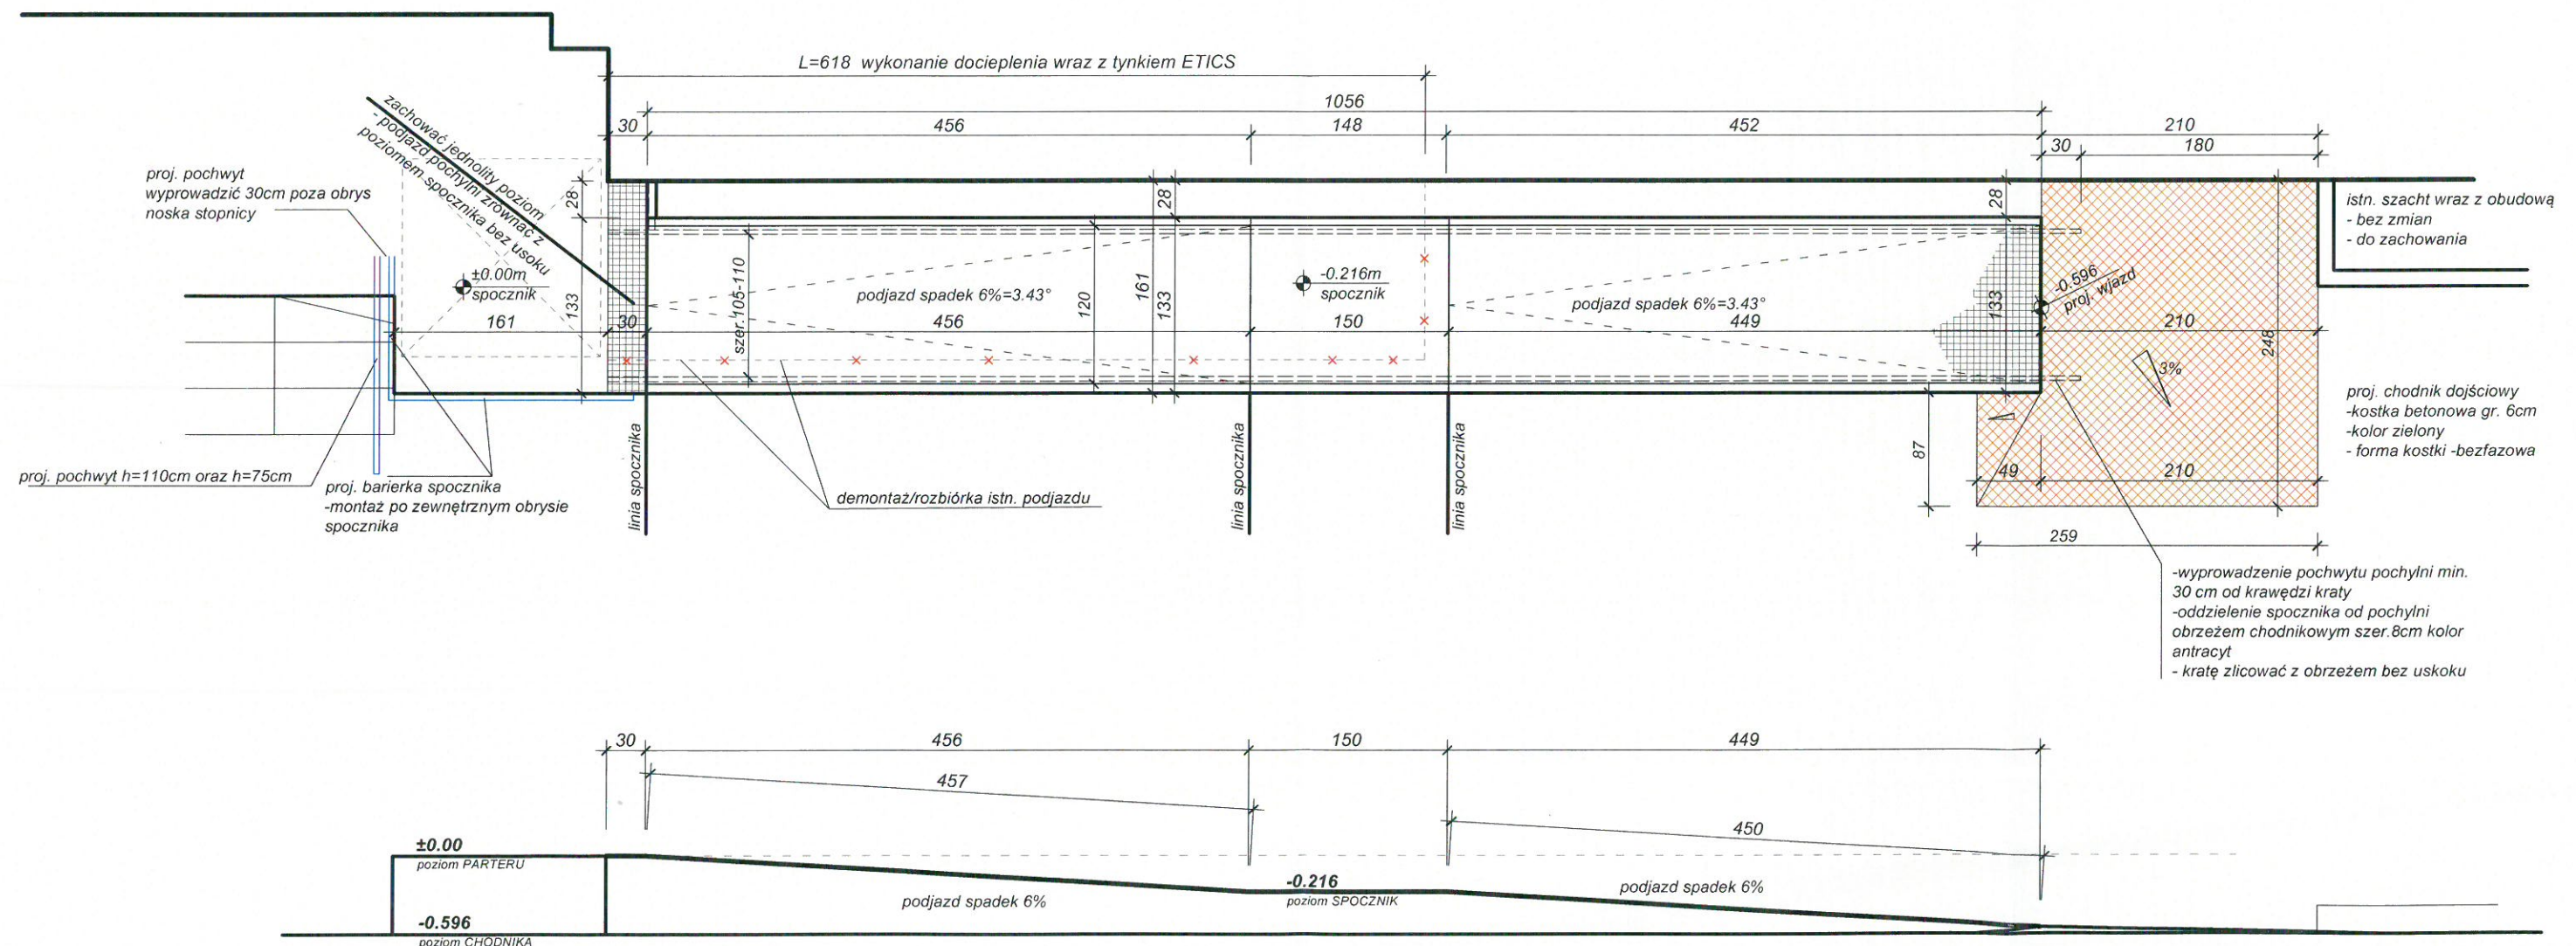 L=618 wykonanie docieplenia wraz z tynkiem ETICS
1056
30
456
148
452
210
30
180
zachować jednolity poziom
- podjazd pochylni zrównać z
poziomem spocznika bez usoku
proj. pochwyt
wyprowadzić 30cm poza obrys
noska stopnicy
28
28
28
istn. szacht wraz z obudową
- bez zmian
- do zachowania
±0.00m
spocznik
161
133
30
szer.105-110
podjazd spadek 6%=3.43°
456
120
161
133
-0.216m
spocznik
150
podjazd spadek 6%=3.43°
449
133
-0.596
proj. wjazd
210
248
3%
proj. chodnik dojściowy
-kostka betonowa gr. 6cm
-kolor zielony
- forma kostki -bezfazowa
87
49
210
259
proj. pochwyt h=110cm oraz h=75cm
proj. barierka spocznika
-montaż po zewnętrznym obrysie
spocznika
linia spocznika
demontaż/rozbiórka istn. podjazdu
linia spocznika
linia spocznika
-wyprowadzenie pochwytu pochylni min.
30 cm od krawędzi kraty
-oddzielenie spocznika od pochylni
obrzeżem chodnikowym szer.8cm kolor
antracyt
- kratę zlicować z obrzeżem bez uskoku
30
456
150
449
457
450
±0.00
poziom PARTERU
-0.216
poziom SPOCZNIK
podjazd spadek 6%
podjazd spadek 6%
-0.596
poziom CHODNIKA